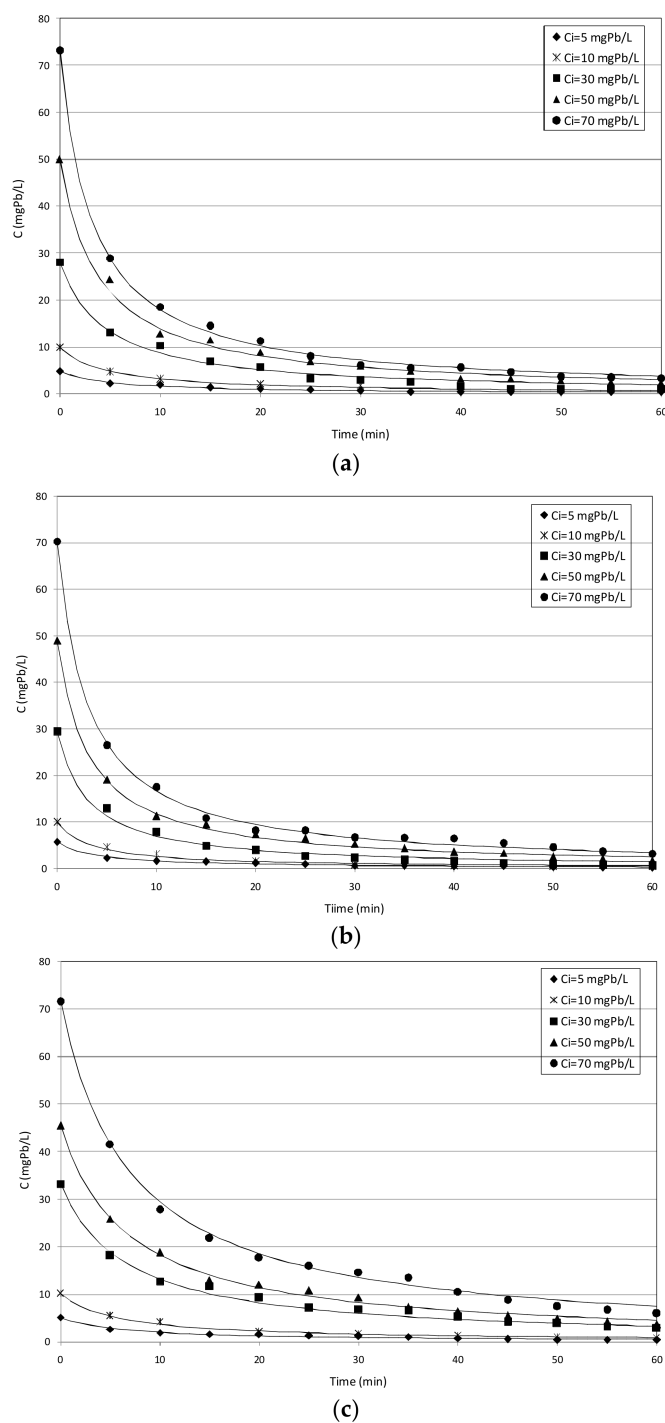 80
70
60
50
40
30
20
10
0
C (mgPb/L)
0 10 20 30 40 50 60
Time (min)
Ci=5 mgPb/L
Ci=10 mgPb/L
Ci=30 mgPb/L
Ci=50 mgPb/L
Ci=70 mgPb/L
(a)
80
70
60
50
40
30
20
10
0
C (mgPb/L)
0 10 20 30 40 50 60
Tiime (min)
Ci=5 mgPb/L
Ci=10 mgPb/L
Ci=30 mgPb/L
Ci=50 mgPb/L
Ci=70 mgPb/L
(b)
80
70
60
50
40
30
20
10
0
C (mgPb/L)
0 10 20 30 40 50 60
Time (min)
Ci=5 mgPb/L
Ci=10 mgPb/L
Ci=30 mgPb/L
Ci=50 mgPb/L
Ci=70 mgPb/L
(c)